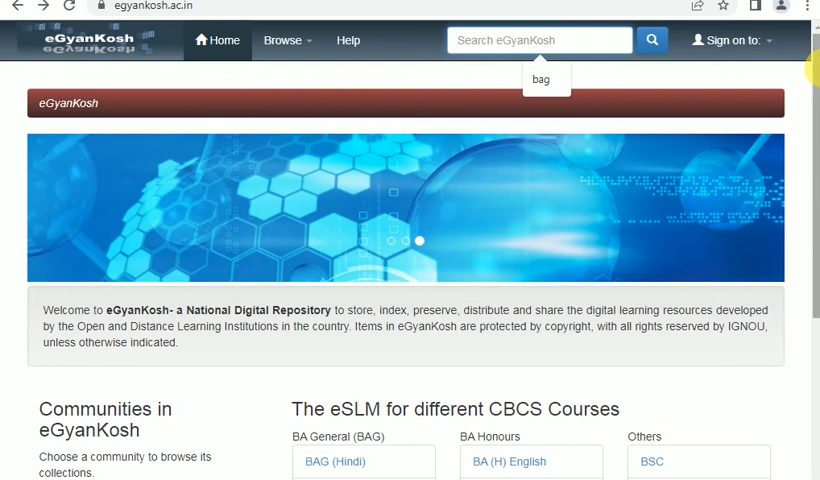 egyankosh.ac.in
eGyanKosh
Home
Browse
Help
Search eGyanKosh
Sign on to:
bag
eGyanKosh
Welcome to eGyanKosh- a National Digital Repository to store, index, preserve, distribute and share the digital learning resources developed
by the Open and Distance Learning Institutions in the country. Items in eGyanKosh are protected by copyright, with all rights reserved by IGNOU,
unless otherwise indicated.
Communities in
eGyanKosh
Choose a community to browse its
collections.
The eSLM for different CBCS Courses
BA General (BAG)
BA Honours
Others
BAG (Hindi)
BA (H) English
BSC